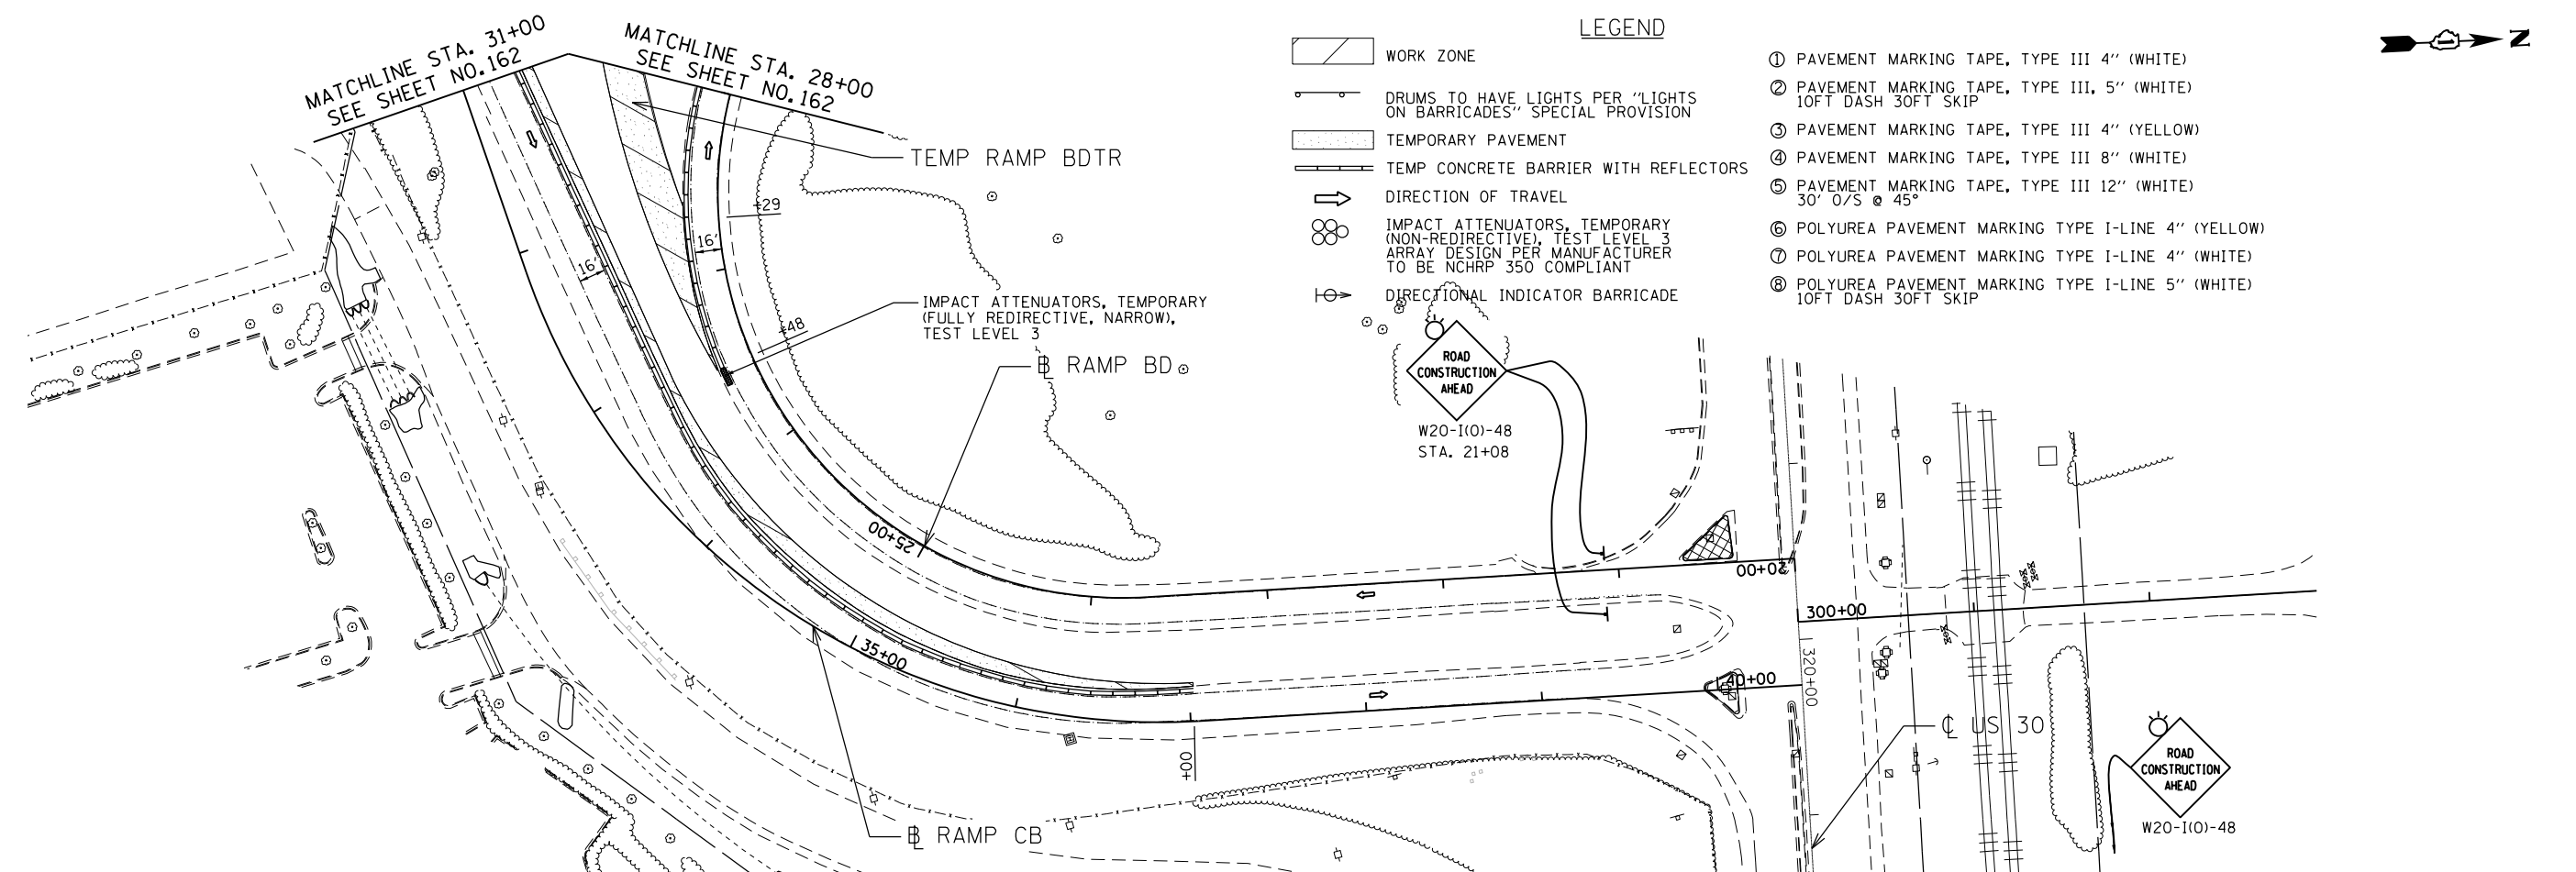 MATCHLINE STA. 31+00
SEE SHEET NO.162
MATCHLINE STA. 28+00
SEE SHEET NO.162
TEMP RAMP BDTR
+29
16'
16'
+48
IMPACT ATTENUATORS, TEMPORARY
(FULLY REDIRECTIVE, NARROW),
TEST LEVEL 3
℄ RAMP BD
25+00
35+00
+00
℄ RAMP CB
LEGEND
WORK ZONE
DRUMS TO HAVE LIGHTS PER "LIGHTS
ON BARRICADES" SPECIAL PROVISION
TEMPORARY PAVEMENT
TEMP CONCRETE BARRIER WITH REFLECTORS
DIRECTION OF TRAVEL
IMPACT ATTENUATORS, TEMPORARY
(NON-REDIRECTIVE), TEST LEVEL 3
ARRAY DESIGN PER MANUFACTURER
TO BE NCHRP 350 COMPLIANT
DIRECTIONAL INDICATOR BARRICADE
① PAVEMENT MARKING TAPE, TYPE III 4" (WHITE)
② PAVEMENT MARKING TAPE, TYPE III, 5" (WHITE)
10FT DASH 30FT SKIP
③ PAVEMENT MARKING TAPE, TYPE III 4" (YELLOW)
④ PAVEMENT MARKING TAPE, TYPE III 8" (WHITE)
⑤ PAVEMENT MARKING TAPE, TYPE III 12" (WHITE)
30' O/S @ 45°
⑥ POLYUREA PAVEMENT MARKING TYPE I-LINE 4" (YELLOW)
⑦ POLYUREA PAVEMENT MARKING TYPE I-LINE 4" (WHITE)
⑧ POLYUREA PAVEMENT MARKING TYPE I-LINE 5" (WHITE)
10FT DASH 30FT SKIP
N
ROAD
CONSTRUCTION
AHEAD
W20-I(O)-48
STA. 21+08
20+00
300+00
320+00
40+00
℄ US 30
ROAD
CONSTRUCTION
AHEAD
W20-I(O)-48